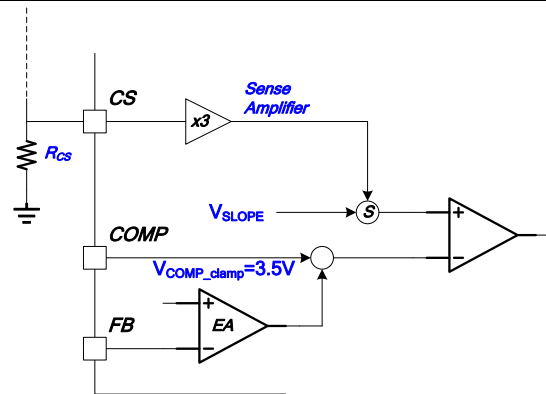 CS
Sense
Amplifier
x3
RCS
VSLOPE
S
+
COMP
VCOMP_clamp=3.5V
−
FB
+
EA
−